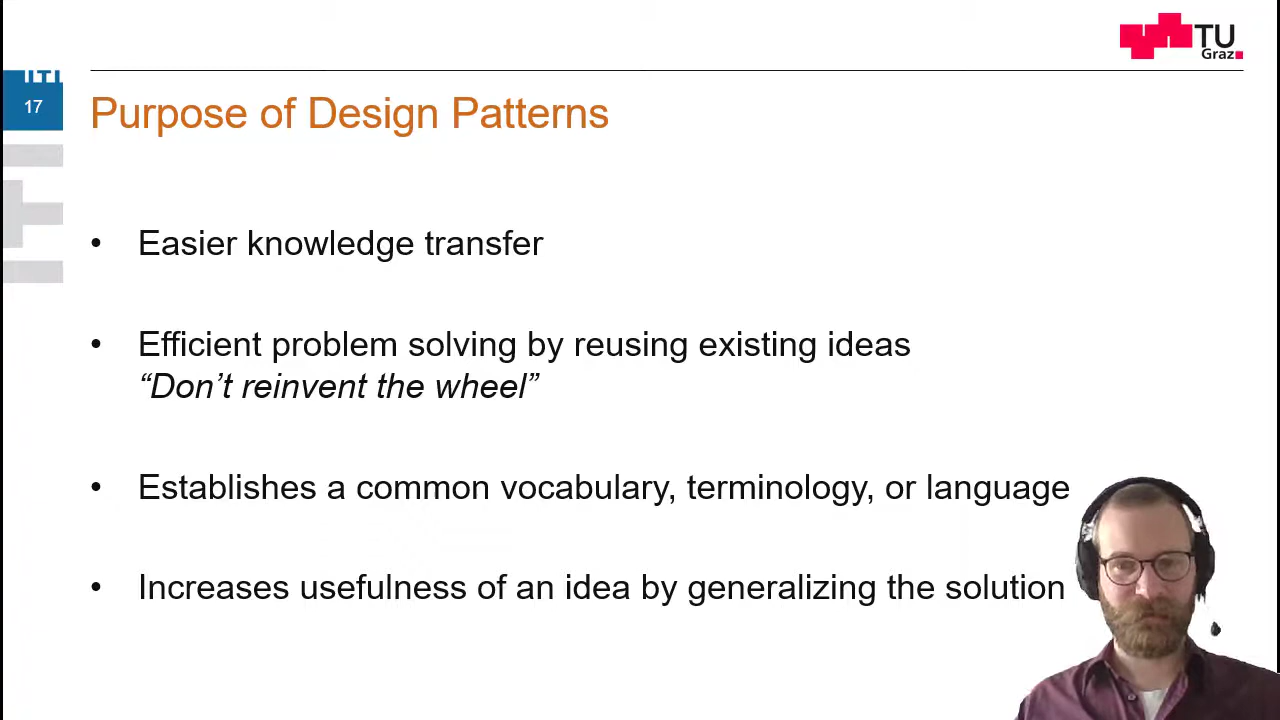 TU
Graz
17
Purpose of Design Patterns
• Easier knowledge transfer
• Efficient problem solving by reusing existing ideas
“Don’t reinvent the wheel”
• Establishes a common vocabulary, terminology, or language
• Increases usefulness of an idea by generalizing the solution